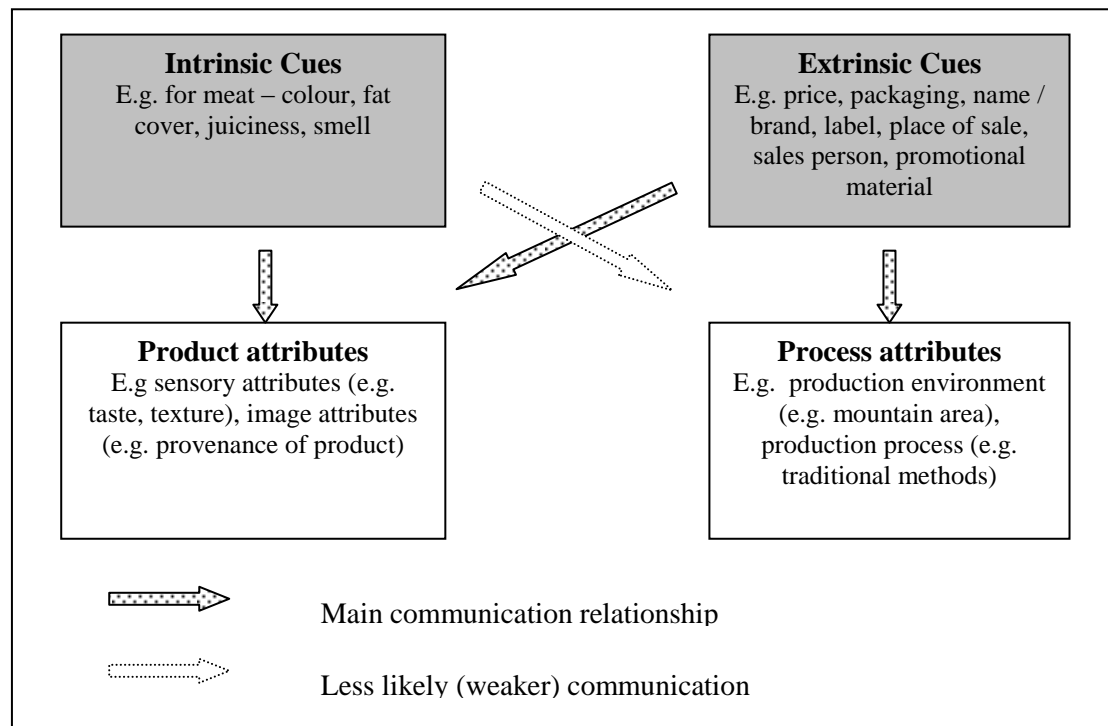 Intrinsic Cues
E.g. for meat – colour, fat
cover, juiciness, smell
Extrinsic Cues
E.g. price, packaging, name /
brand, label, place of sale,
sales person, promotional
material
Product attributes
E.g sensory attributes (e.g.
taste, texture), image attributes
(e.g. provenance of product)
Process attributes
E.g.  production environment
(e.g. mountain area),
production process (e.g.
traditional methods)
Main communication relationship
Less likely (weaker) communication